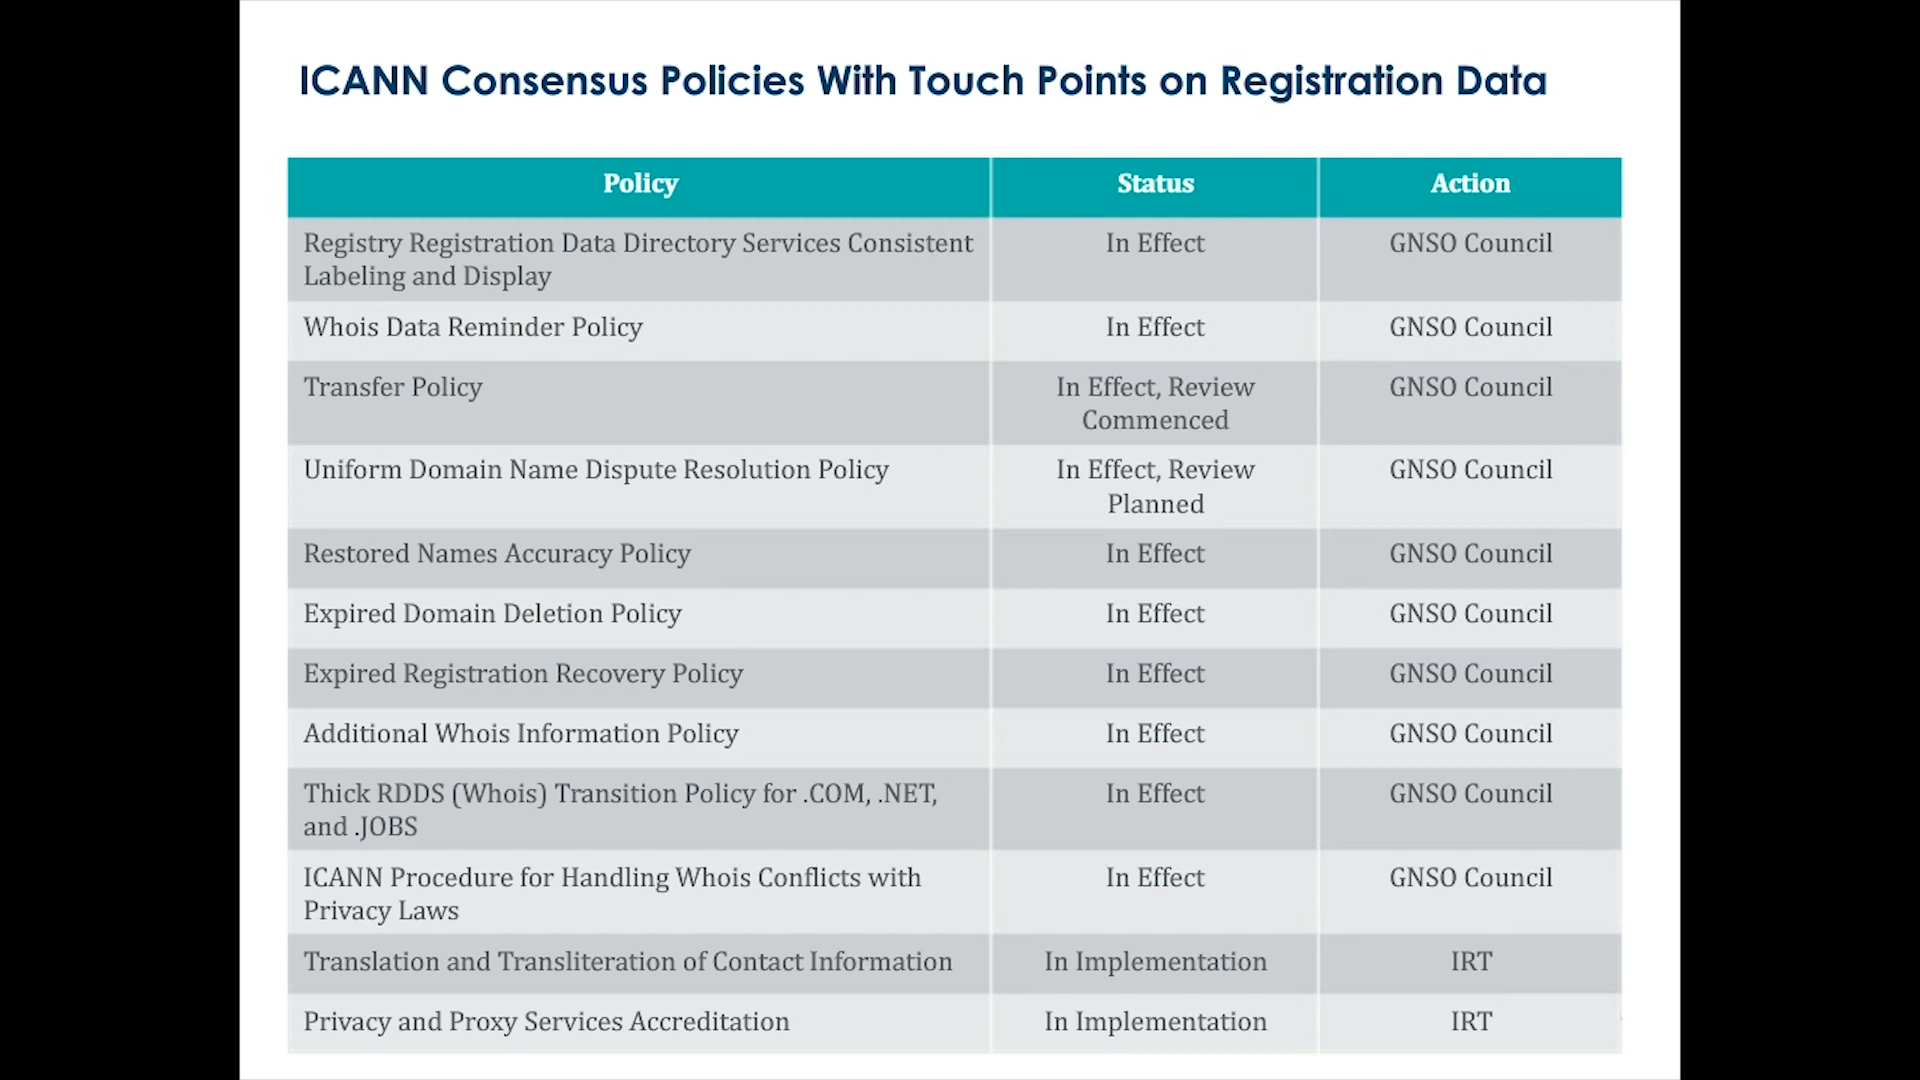 ICANN Consensus Policies With Touch Points on Registration Data
Policy Status Action
Registry Registration Data Directory Services Consistent In Effect GNSO Council
Labeling and Display
Whois Data Reminder Policy In Effect GNSO Council
Transfer Policy In Effect, Review GNSO Council
Commenced
Uniform Domain Name Dispute Resolution Policy In Effect, Review GNSO Council
Planned
Restored Names Accuracy Policy In Effect GNSO Council
Expired Domain Deletion Policy In Effect GNSO Council
Expired Registration Recovery Policy In Effect GNSO Council
Additional Whois Information Policy In Effect GNSO Council
Thick RDDS (Whois) Transition Policy for .COM, .NET, In Effect GNSO Council
and .JOBS
ICANN Procedure for Handling Whois Conflicts with In Effect GNSO Council
Privacy Laws
Translation and Transliteration of Contact Information In Implementation IRT
Privacy and Proxy Services Accreditation In Implementation IRT